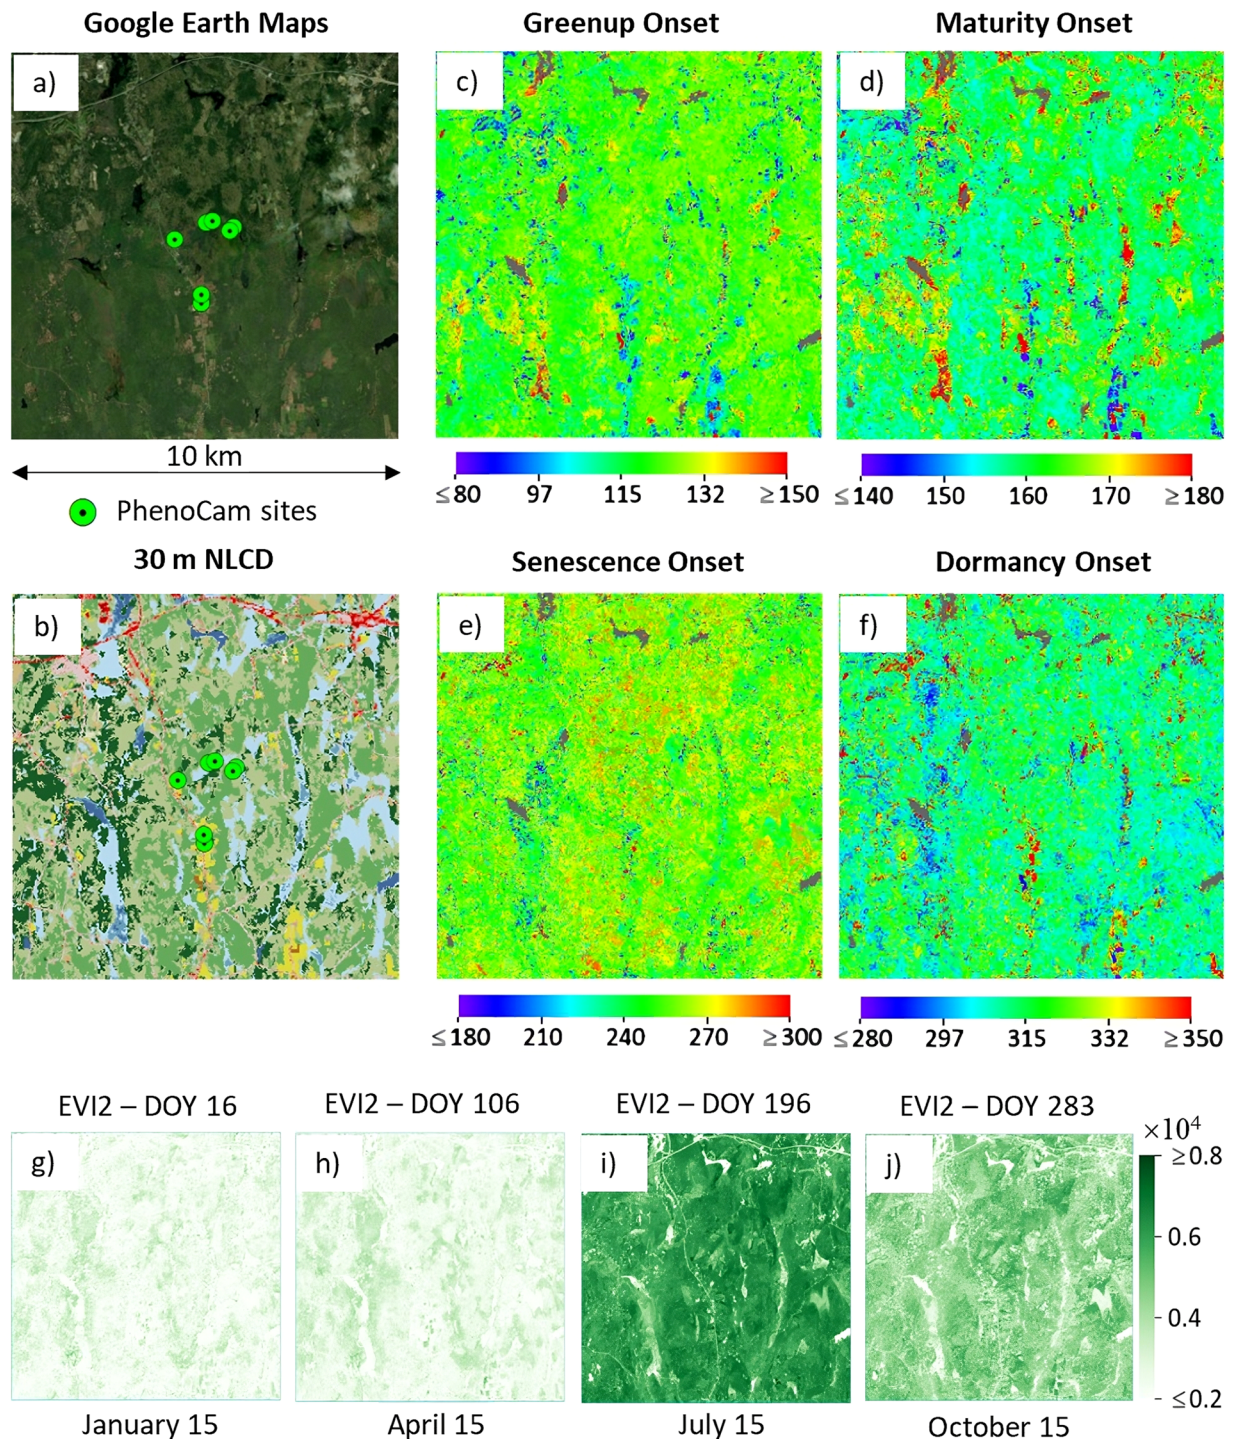 Google Earth Maps
Greenup Onset
Maturity Onset
a)
c)
d)
10 km
PhenoCam sites
≤80 97 115 132 ≥150
≤140 150 160 170 ≥180
30 m NLCD
Senescence Onset
Dormancy Onset
b)
e)
f)
≤180 210 240 270 ≥300
≤280 297 315 332 ≥350
EVI2 – DOY 16
EVI2 – DOY 106
EVI2 – DOY 196
EVI2 – DOY 283
g)
h)
i)
j)
×10⁴
≥0.8
0.6
0.4
≤0.2
January 15
April 15
July 15
October 15